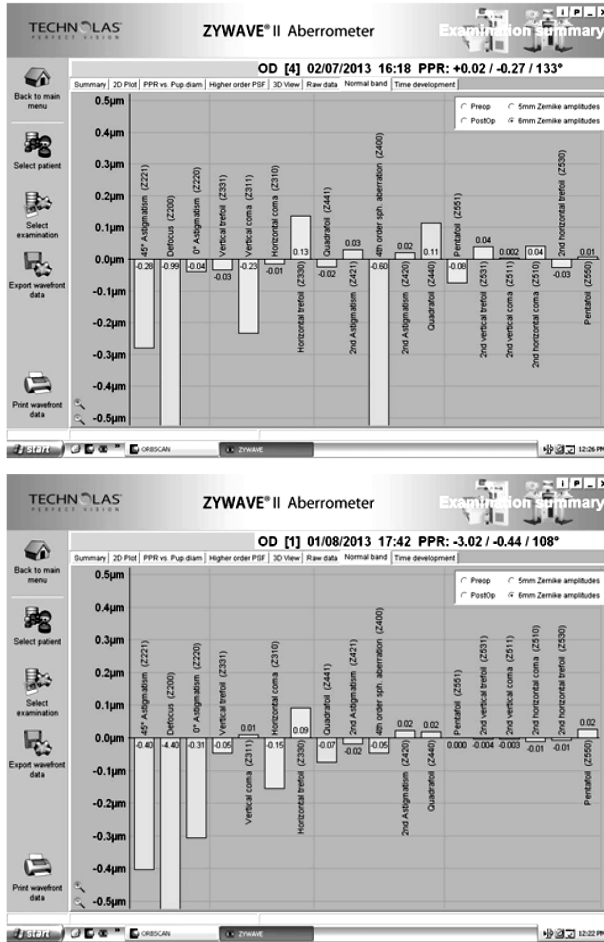 TECHNOLAS
PERFECT VISION
ZYWAVE® II Aberrometer
Examination summary
OD [4] 02/07/2013 16:18 PPR: +0.02 / -0.27 / 133°
Summary 2D Plot PPR vs. Pup.diam Higher order PSF 3D View Raw data Normal band Time development
Back to main
menu
Select patient
Select
examination
Export wavefront
data
Print wavefront
data
Preop 5mm Zernike amplitudes
PostOp 6mm Zernike amplitudes
0.5µm
0.4µm
0.3µm
0.2µm
0.1µm
0.0µm
-0.1µm
-0.2µm
-0.3µm
-0.4µm
-0.5µm
45° Astigmatism (Z221)
-0.28
Defocus (Z200)
-0.99
0° Astigmatism (Z220)
-0.04
Vertical trefoil (Z331)
-0.03
Vertical coma (Z311)
-0.23
Horizontal coma (Z310)
-0.01
Horizontal trefoil (Z330)
0.13
Quadrafoil (Z441)
-0.02
2nd Astigmatism (Z421)
0.03
4th order sph. aberration (Z400)
-0.60
2nd Astigmatism (Z420)
0.02
Quadrafoil (Z440)
0.11
Pentafoil (Z551)
-0.08
2nd vertical trefoil (Z531)
0.04
2nd vertical coma (Z511)
0.002
2nd horizontal coma (Z510)
0.04
2nd horizontal trefoil (Z530)
-0.03
Pentafoil (Z550)
0.01
start ORBSCAN ZYWAVE 12:26 PM
TECHNOLAS
PERFECT VISION
ZYWAVE® II Aberrometer
Examination summary
OD [1] 01/08/2013 17:42 PPR: -3.02 / -0.44 / 108°
Summary 2D Plot PPR vs. Pup.diam Higher order PSF 3D View Raw data Normal band Time development
Back to main
menu
Select patient
Select
examination
Export wavefront
data
Print wavefront
data
Preop 5mm Zernike amplitudes
PostOp 6mm Zernike amplitudes
0.5µm
0.4µm
0.3µm
0.2µm
0.1µm
0.0µm
-0.1µm
-0.2µm
-0.3µm
-0.4µm
-0.5µm
45° Astigmatism (Z221)
-0.40
Defocus (Z200)
-4.40
0° Astigmatism (Z220)
-0.31
Vertical trefoil (Z331)
-0.05
Vertical coma (Z311)
0.01
Horizontal coma (Z310)
-0.15
Horizontal trefoil (Z330)
0.09
Quadrafoil (Z441)
-0.07
2nd Astigmatism (Z421)
-0.02
4th order sph. aberration (Z400)
-0.05
2nd Astigmatism (Z420)
0.02
Quadrafoil (Z440)
0.02
Pentafoil (Z551)
0.000
2nd vertical trefoil (Z531)
-0.004
2nd vertical coma (Z511)
-0.003
2nd horizontal coma (Z510)
-0.01
2nd horizontal trefoil (Z530)
-0.01
Pentafoil (Z550)
0.02
start ORBSCAN ZYWAVE 12:22 PM